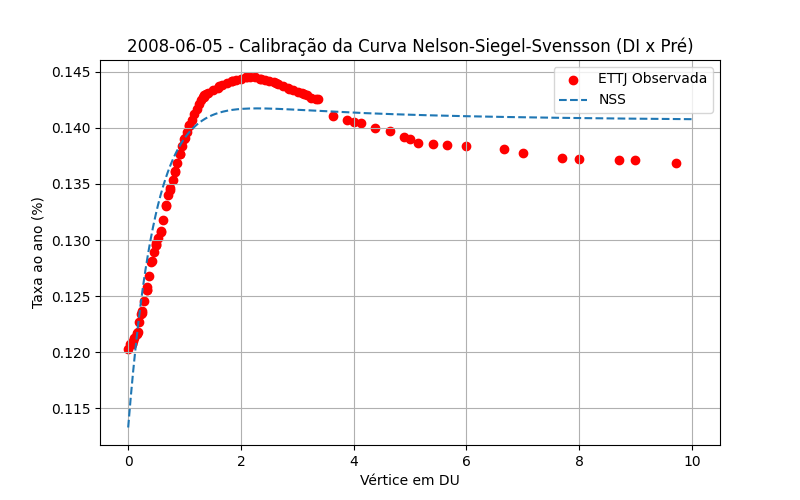 2008-06-05 - Calibração da Curva Nelson-Siegel-Svensson (DI x Pré)
ETTJ Observada
NSS
Taxa ao ano (%)
0.145
0.140
0.135
0.130
0.125
0.120
0.115
0 2 4 6 8 10
Vértice em DU